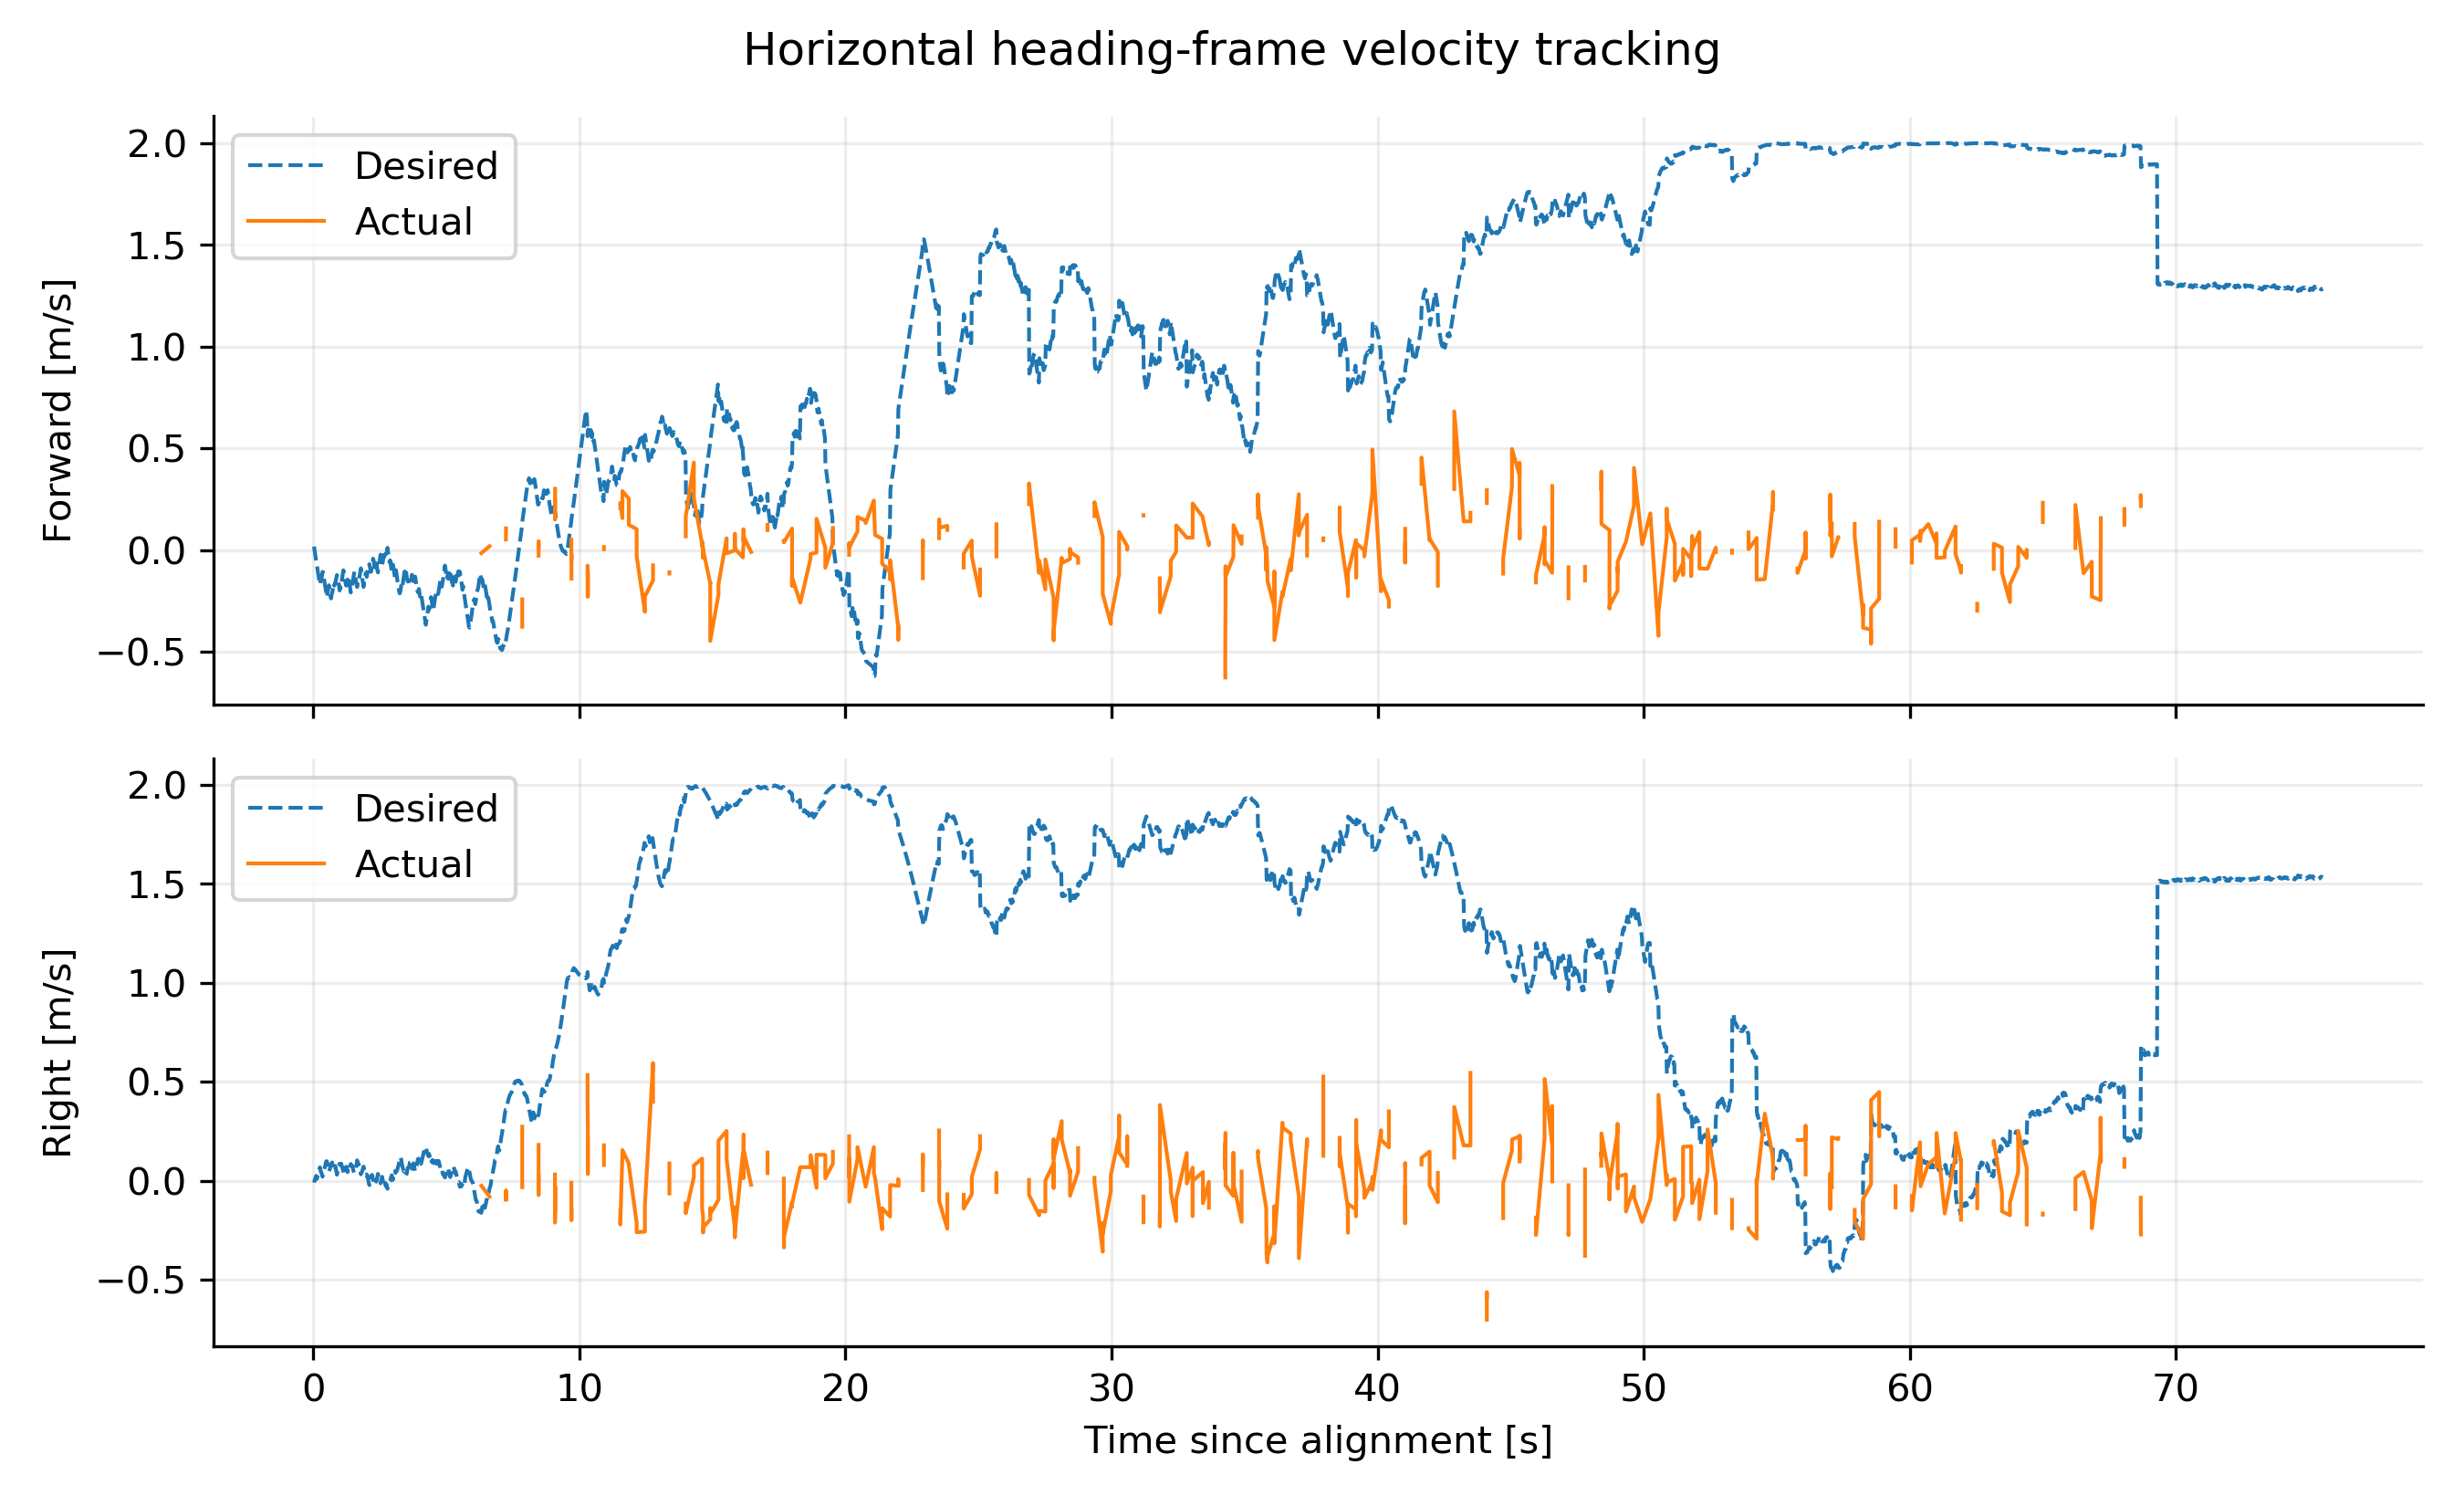 Horizontal heading-frame velocity tracking
2.0
1.5
1.0
0.5
0.0
−0.5
Forward [m/s]
Desired
Actual
2.0
1.5
1.0
0.5
0.0
−0.5
Right [m/s]
Desired
Actual
0 10 20 30 40 50 60 70
Time since alignment [s]